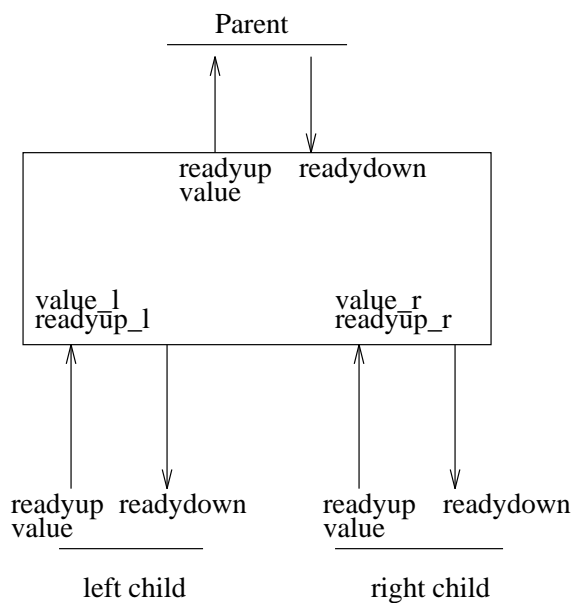 Parent
readyup readydown
value
value_l value_r
readyup_l readyup_r
readyup readydown readyup readydown
value value
left child right child